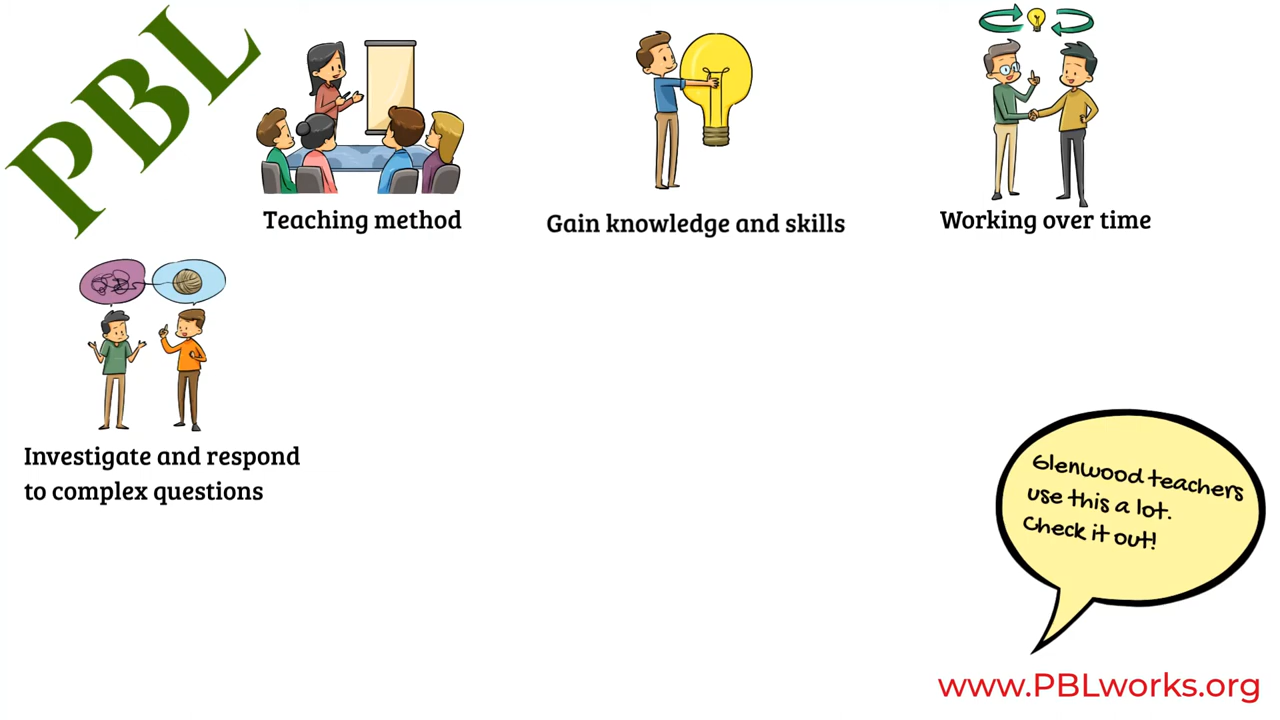 PBL
Teaching method
Gain knowledge and skills
Working over time
Investigate and respond
to complex questions
Glenwood teachers
use this a lot.
Check it out!
www.PBLworks.org